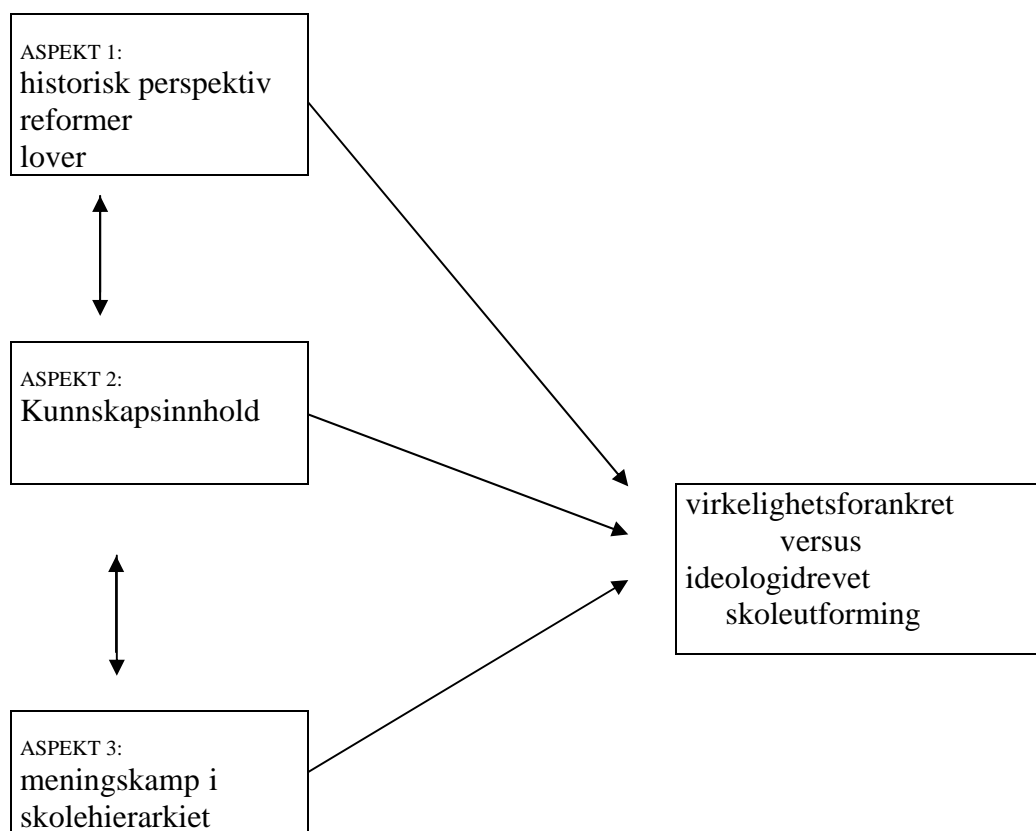 ASPEKT 1:
historisk perspektiv
reformer
lover
ASPEKT 2:
Kunnskapsinnhold
virkelighetsforankret
versus
ideologidrevet
skoleutforming
ASPEKT 3:
meningskamp i
skolehierarkiet